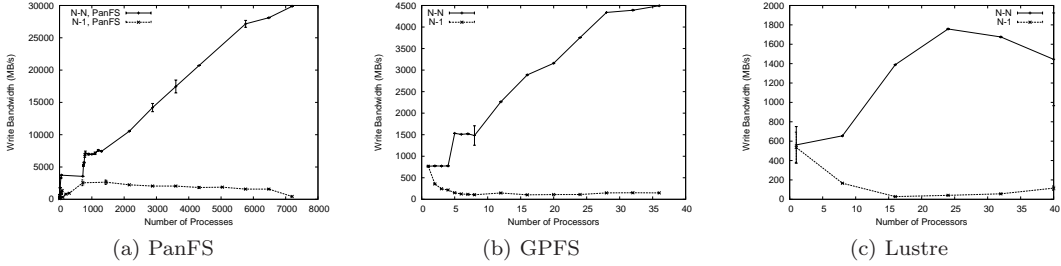 N-N, PanFS
N-1, PanFS
30000
25000
20000
15000
10000
5000
0
Write Bandwidth (MB/s)
0 1000 2000 3000 4000 5000 6000 7000 8000
Number of Processes
(a) PanFS
N-N
N-1
4500
4000
3500
3000
2500
2000
1500
1000
500
0
Write Bandwidth (MB/s)
0 5 10 15 20 25 30 35 40
Number of Processors
(b) GPFS
N-N
N-1
2000
1800
1600
1400
1200
1000
800
600
400
200
0
Write Bandwidth (MB/s)
0 5 10 15 20 25 30 35 40
Number of Processors
(c) Lustre